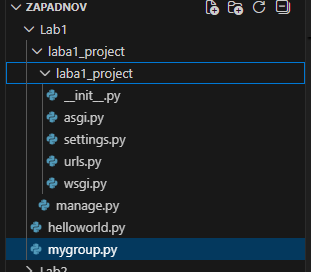 ZAPADNOV
Lab1
laba1_project
laba1_project
__init__.py
asgi.py
settings.py
urls.py
wsgi.py
manage.py
helloworld.py
mygroup.py
Lab2